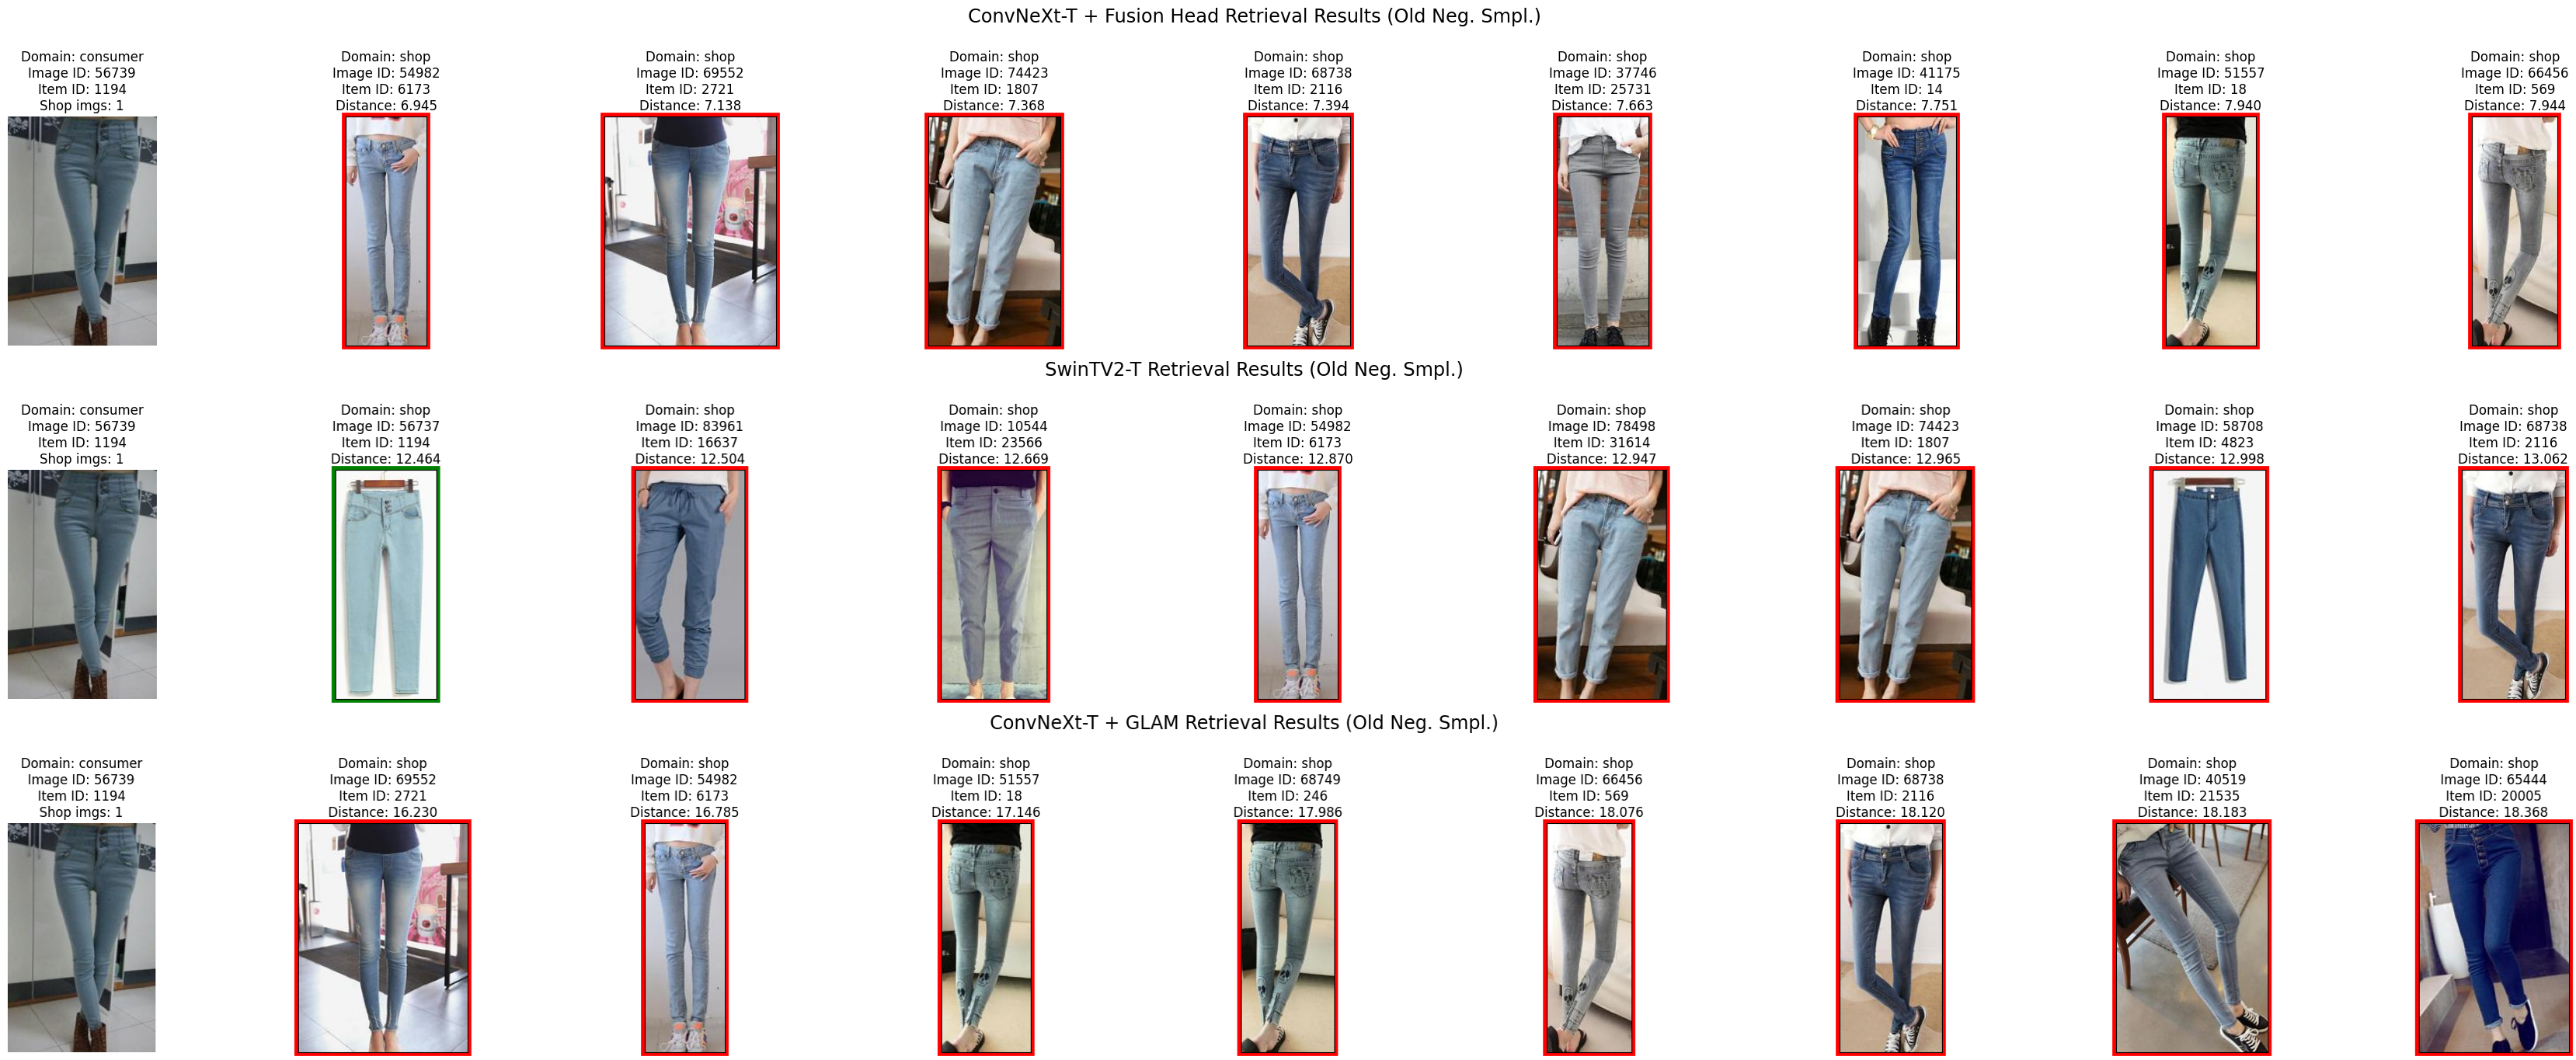 ConvNeXt-T + Fusion Head Retrieval Results (Old Neg. Smpl.)
Domain: consumer
Image ID: 56739
Item ID: 1194
Shop imgs: 1
Domain: shop
Image ID: 54982
Item ID: 6173
Distance: 6.945
Domain: shop
Image ID: 69552
Item ID: 2721
Distance: 7.138
Domain: shop
Image ID: 74423
Item ID: 1807
Distance: 7.368
Domain: shop
Image ID: 68738
Item ID: 2116
Distance: 7.394
Domain: shop
Image ID: 37746
Item ID: 25731
Distance: 7.663
Domain: shop
Image ID: 41175
Item ID: 14
Distance: 7.751
Domain: shop
Image ID: 51557
Item ID: 18
Distance: 7.940
Domain: shop
Image ID: 66456
Item ID: 569
Distance: 7.944
SwinTV2-T Retrieval Results (Old Neg. Smpl.)
Domain: consumer
Image ID: 56739
Item ID: 1194
Shop imgs: 1
Domain: shop
Image ID: 56737
Item ID: 1194
Distance: 12.464
Domain: shop
Image ID: 83961
Item ID: 16637
Distance: 12.504
Domain: shop
Image ID: 10544
Item ID: 23566
Distance: 12.669
Domain: shop
Image ID: 54982
Item ID: 6173
Distance: 12.870
Domain: shop
Image ID: 78498
Item ID: 31614
Distance: 12.947
Domain: shop
Image ID: 74423
Item ID: 1807
Distance: 12.965
Domain: shop
Image ID: 58708
Item ID: 4823
Distance: 12.998
Domain: shop
Image ID: 68738
Item ID: 2116
Distance: 13.062
ConvNeXt-T + GLAM Retrieval Results (Old Neg. Smpl.)
Domain: consumer
Image ID: 56739
Item ID: 1194
Shop imgs: 1
Domain: shop
Image ID: 69552
Item ID: 2721
Distance: 16.230
Domain: shop
Image ID: 54982
Item ID: 6173
Distance: 16.785
Domain: shop
Image ID: 51557
Item ID: 18
Distance: 17.146
Domain: shop
Image ID: 68749
Item ID: 246
Distance: 17.986
Domain: shop
Image ID: 66456
Item ID: 569
Distance: 18.076
Domain: shop
Image ID: 68738
Item ID: 2116
Distance: 18.120
Domain: shop
Image ID: 40519
Item ID: 21535
Distance: 18.183
Domain: shop
Image ID: 65444
Item ID: 20005
Distance: 18.368